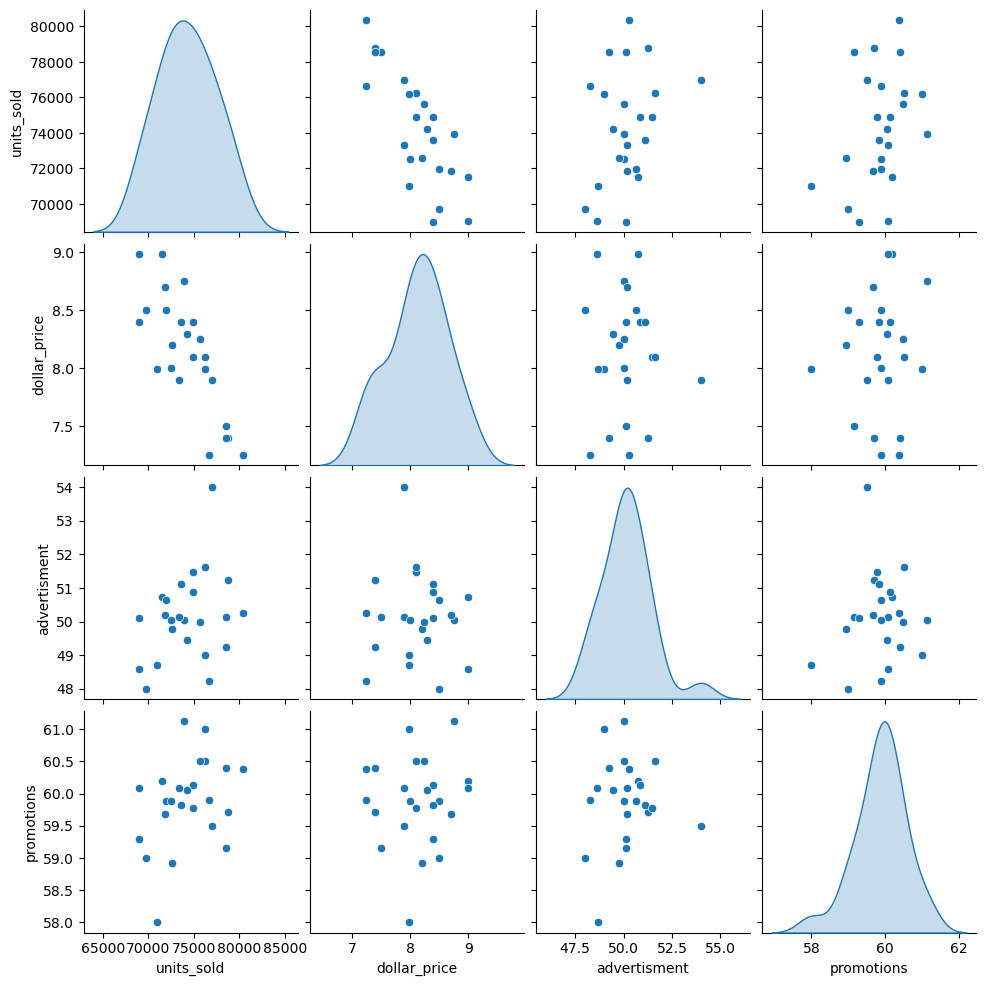 80000
78000
76000
74000
72000
70000
units_sold
9.0
8.5
8.0
7.5
dollar_price
54
53
52
51
50
49
48
advertisment
61.0
60.5
60.0
59.5
59.0
58.5
58.0
promotions
65000 70000 75000 80000 85000
7 8 9
47.5 50.0 52.5 55.0
58 60 62
units_sold dollar_price advertisment promotions